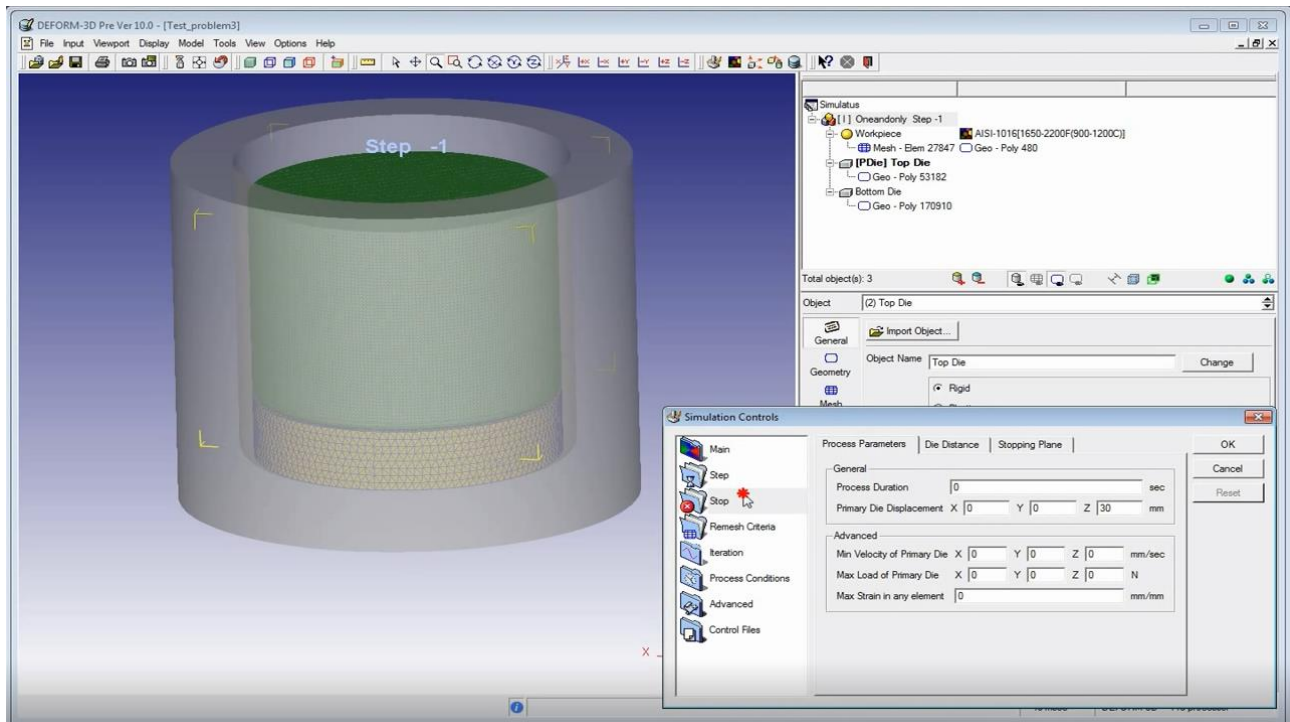 DEFORM-3D Pre Ver 10.0 - [Test_problem3]
File Input Viewport Display Model Tools View Options Help
Step -1
Simulatus
[1] Oneandonly Step -1
Workpiece AISI-1016[1650-2200F(900-1200C)]
Mesh - Elem 27847 Geo - Poly 480
[PDie] Top Die
Geo - Poly 53182
Bottom Die
Geo - Poly 170910
Total object(s): 3
Object (2) Top Die
General
Import Object...
Geometry
Object Name Top Die Change
Rigid
Mesh
Simulation Controls
Main
Step
Stop
Remesh Criteria
Iteration
Process Conditions
Advanced
Control Files
Process Parameters Die Distance Stopping Plane
General
Process Duration 0 sec
Primary Die Displacement X 0 Y 0 Z 30 mm
Advanced
Min Velocity of Primary Die X 0 Y 0 Z 0 mm/sec
Max Load of Primary Die X 0 Y 0 Z 0 N
Max Strain in any element 0 mm/mm
OK
Cancel
Reset
X